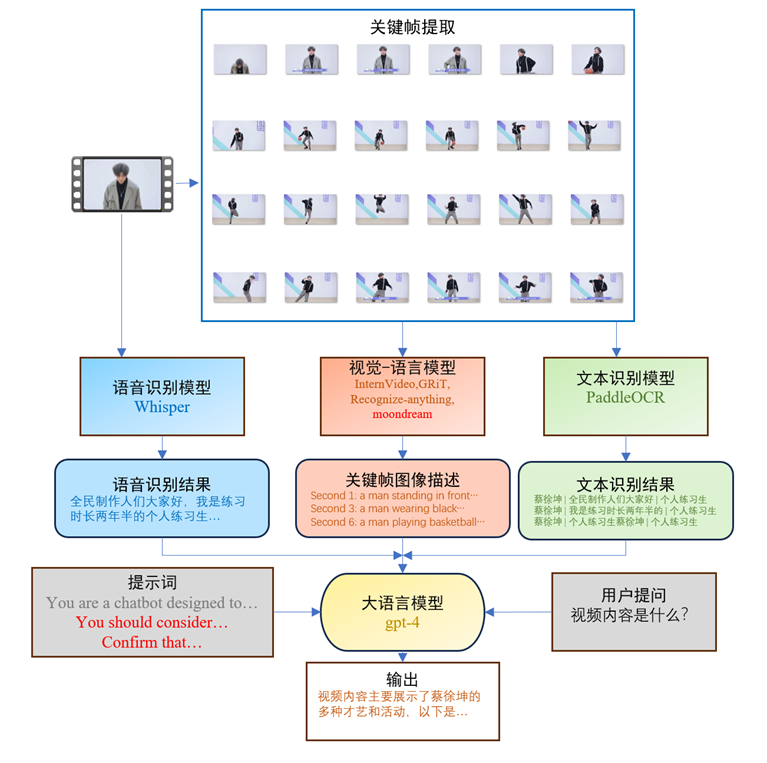 关键帧提取
语音识别模型
Whisper
视觉-语言模型
InternVideo,GRiT,
Recognize-anything,
moondream
文本识别模型
PaddleOCR
语音识别结果
全民制作人们大家好，我是练习
时长两年半的个人练习生…
关键帧图像描述
Second 1: a man standing in front…
Second 3: a man wearing black…
Second 6: a man playing basketball…
文本识别结果
蔡徐坤 | 全民制作人们大家好 | 个人练习生
蔡徐坤 | 我是练习时长两年半的 | 个人练习生
蔡徐坤 | 个人练习生蔡徐坤 | 个人练习生
提示词
You are a chatbot designed to…
You should consider…
Confirm that…
大语言模型
gpt-4
用户提问
视频内容是什么?
输出
视频内容主要展示了蔡徐坤的
多种才艺和活动，以下是…